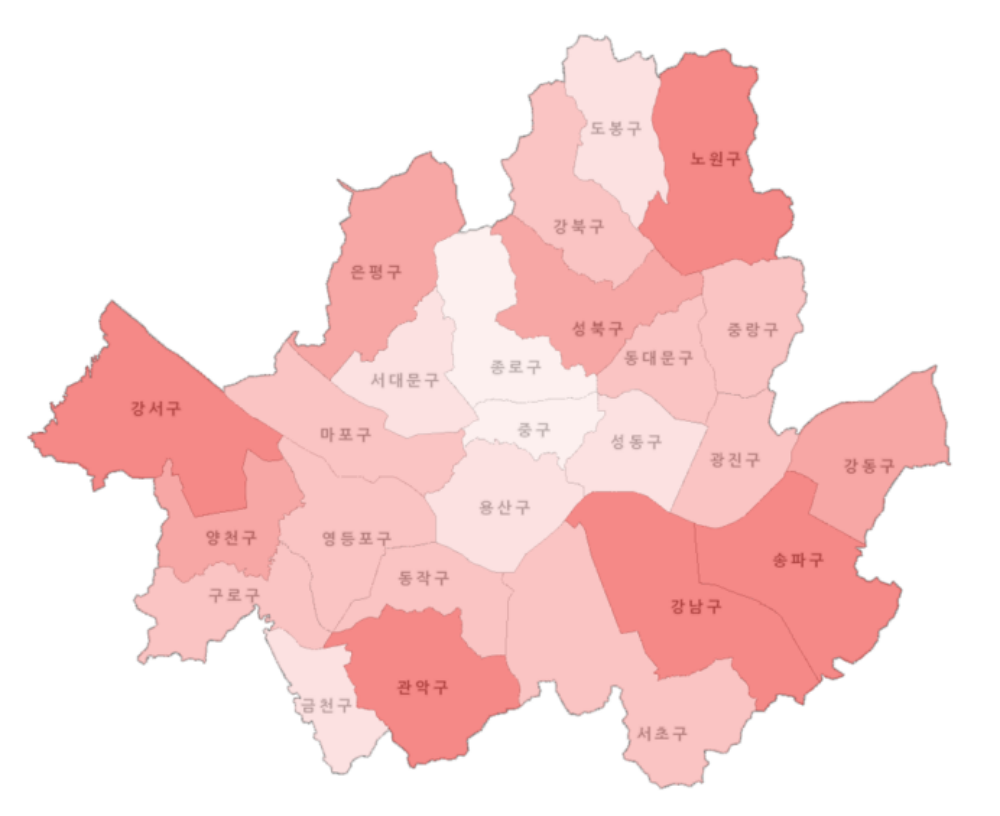 도봉구
노원구
강북구
은평구
성북구
중랑구
동대문구
종로구
서대문구
강서구
중구
마포구
성동구
광진구
강동구
용산구
양천구
영등포구
송파구
동작구
구로구
강남구
관악구
금천구
서초구